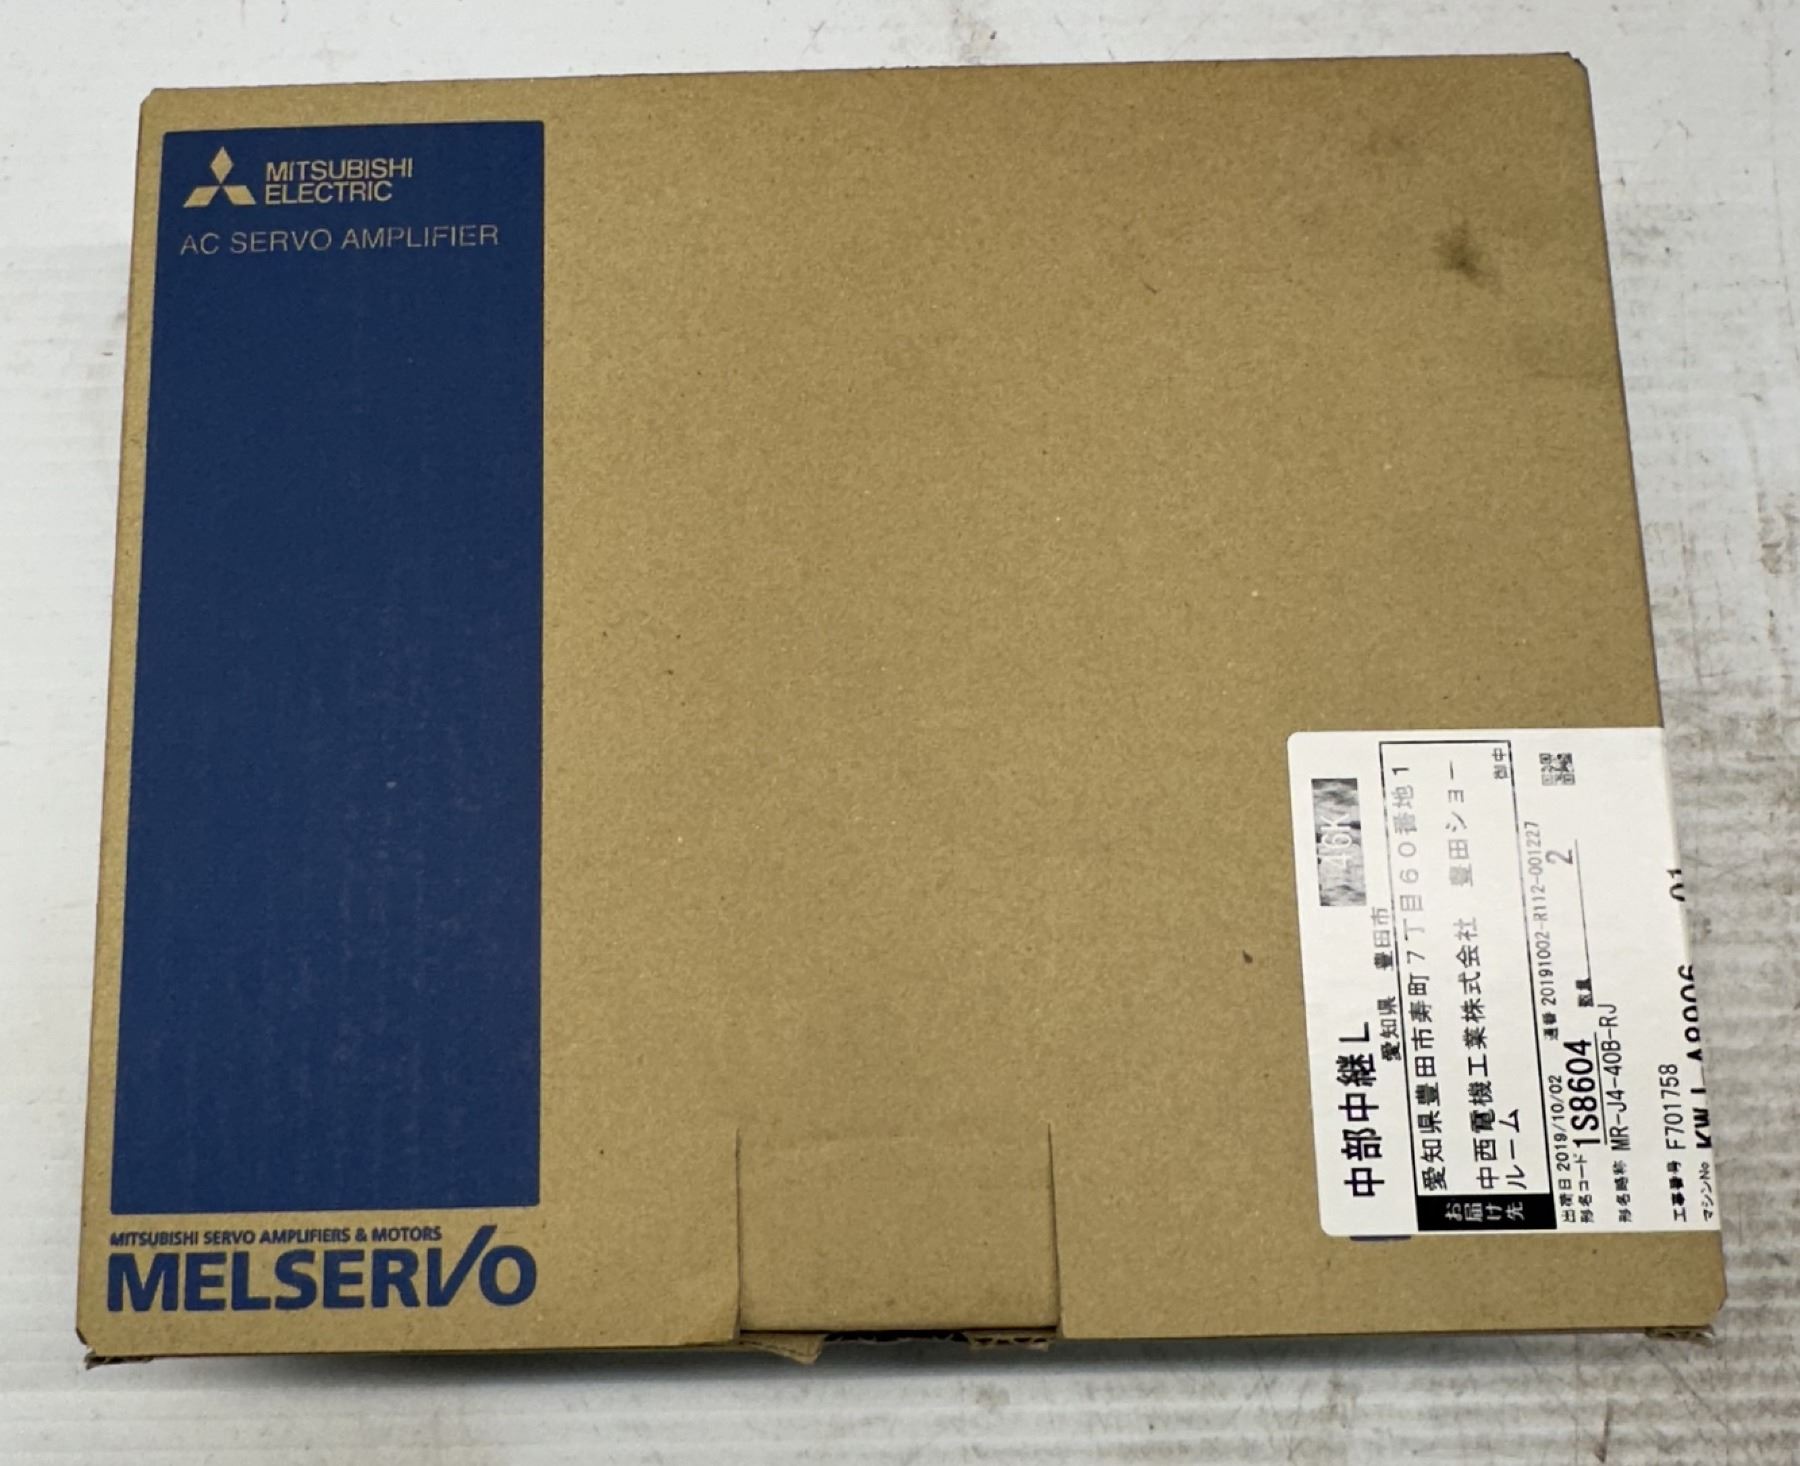 MITSUBISHI
ELECTRIC
AC SERVO AMPLIFIER
MITSUBISHI SERVO AMPLIFIERS & MOTORS
MELSERVO
中部中継L
愛知県 豊田市
愛知県豊田市寿町7丁目60番地1
中西電機工業株式会社 豊田ショー
ルーム
御中
お届け先
出荷日 2019/10/02 通番 20191002-R112-001227
形名コード 1S8604 数量 2
形名略称 MR-J4-40B-RJ
工事番号 F701758
マシンNo